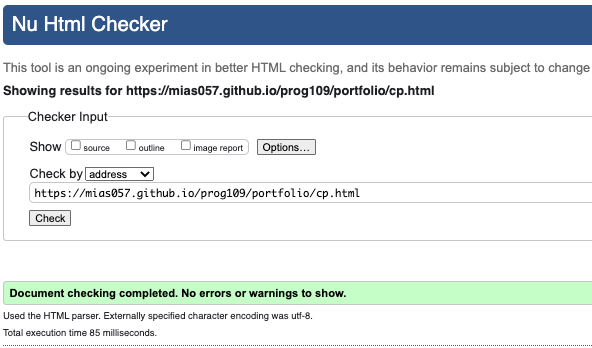 Nu Html Checker
This tool is an ongoing experiment in better HTML checking, and its behavior remains subject to change
Showing results for https://mias057.github.io/prog109/portfolio/cp.html
Checker Input
Show source outline image report Options...
Check by address
https://mias057.github.io/prog109/portfolio/cp.html
Check
Document checking completed. No errors or warnings to show.
Used the HTML parser. Externally specified character encoding was utf-8.
Total execution time 85 milliseconds.